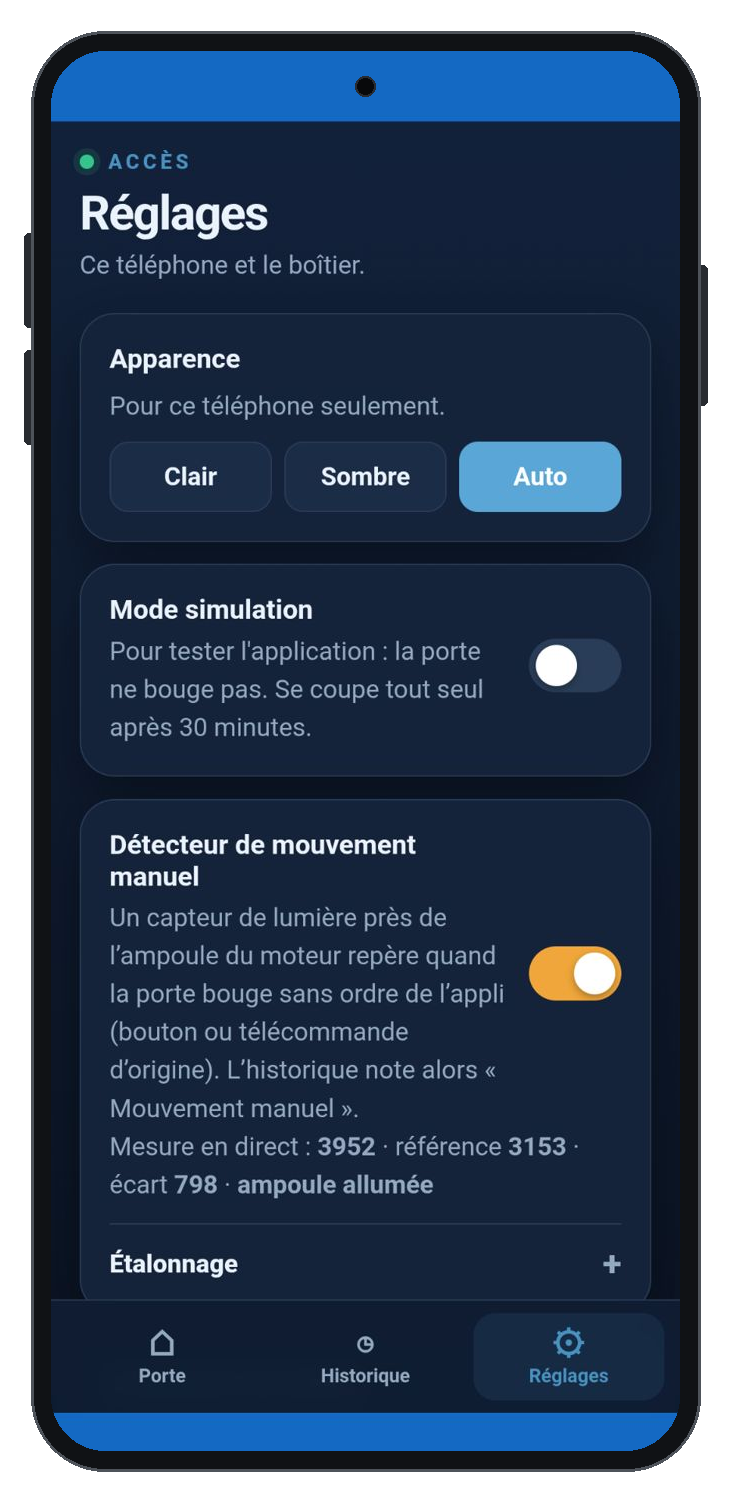 ACCÈS
Réglages
Ce téléphone et le boîtier.
Apparence
Pour ce téléphone seulement.
Clair
Sombre
Auto
Mode simulation
Pour tester l'application : la porte
ne bouge pas. Se coupe tout seul
après 30 minutes.
Détecteur de mouvement
manuel
Un capteur de lumière près de
l’ampoule du moteur repère quand
la porte bouge sans ordre de l’appli
(bouton ou télécommande
d’origine). L’historique note alors «
Mouvement manuel ».
Mesure en direct : 3952 · référence 3153 ·
écart 798 · ampoule allumée
Étalonnage
+
Porte
Historique
Réglages